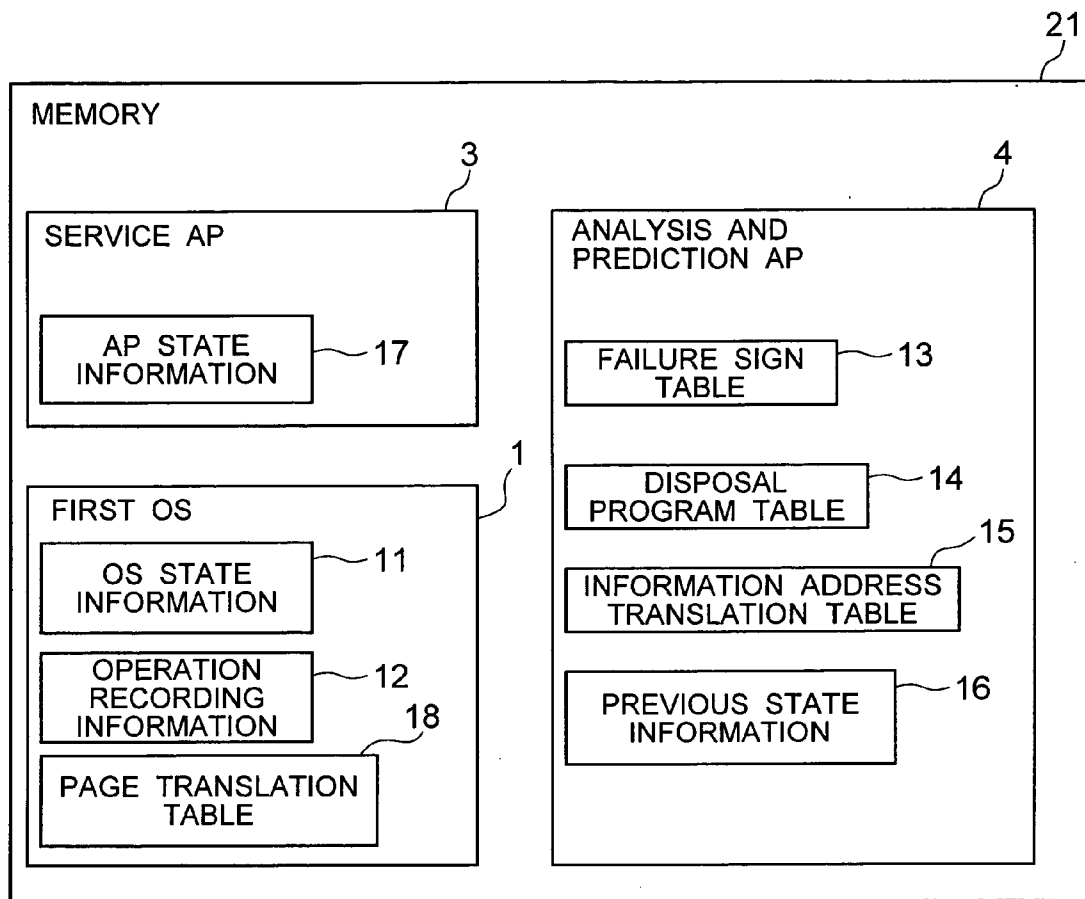 21
MEMORY
3
SERVICE AP
AP STATE
INFORMATION
17
1
FIRST OS
OS STATE
INFORMATION
11
OPERATION
RECORDING
INFORMATION
12
18
PAGE TRANSLATION
TABLE
4
ANALYSIS AND
PREDICTION AP
FAILURE SIGN
TABLE
13
DISPOSAL
PROGRAM TABLE
14
15
INFORMATION ADDRESS
TRANSLATION TABLE
PREVIOUS STATE
INFORMATION
16